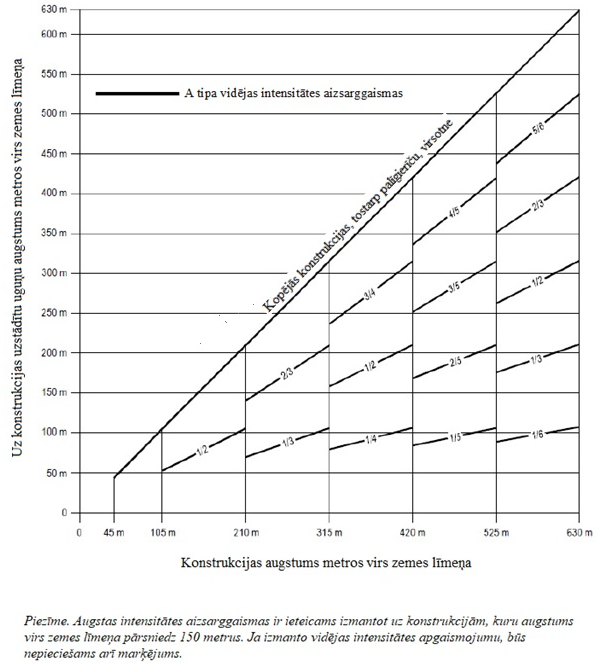 630 m
600 m
550 m
500 m
450 m
400 m
350 m
300 m
250 m
200 m
150 m
100 m
50 m
0
Uz konstrukcijas uzstādītu uguņu augstums metros virs zemes līmeņa
A tipa vidējas intensitātes aizsarggaismas
Kopējās konstrukcijas, tostarp palīgierīču, virsotne
5/6
4/5
2/3
3/4
3/5
1/2
2/3
1/2
2/5
1/3
1/2
1/3
1/4
1/5
1/6
0 45 m 105 m 210 m 315 m 420 m 525 m 630 m
Konstrukcijas augstums metros virs zemes līmeņa
Piezīme. Augstas intensitātes aizsarggaismas ir ieteicams izmantot uz konstrukcijām, kuru augstums
virs zemes līmeņa pārsniedz 150 metrus. Ja izmanto vidējas intensitātes apgaismojumu, būs
nepieciešams arī marķējums.